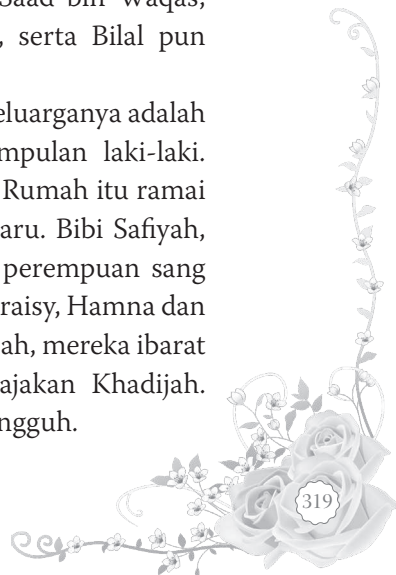 Saad bin Waqas,
, serta Bilal pun
eluarganya adalah
mpulan laki-laki.
Rumah itu ramai
aru. Bibi Safiyah,
perempuan sang
raisy, Hamna dan
ah, mereka ibarat
ajakan Khadijah.
ngguh.
319